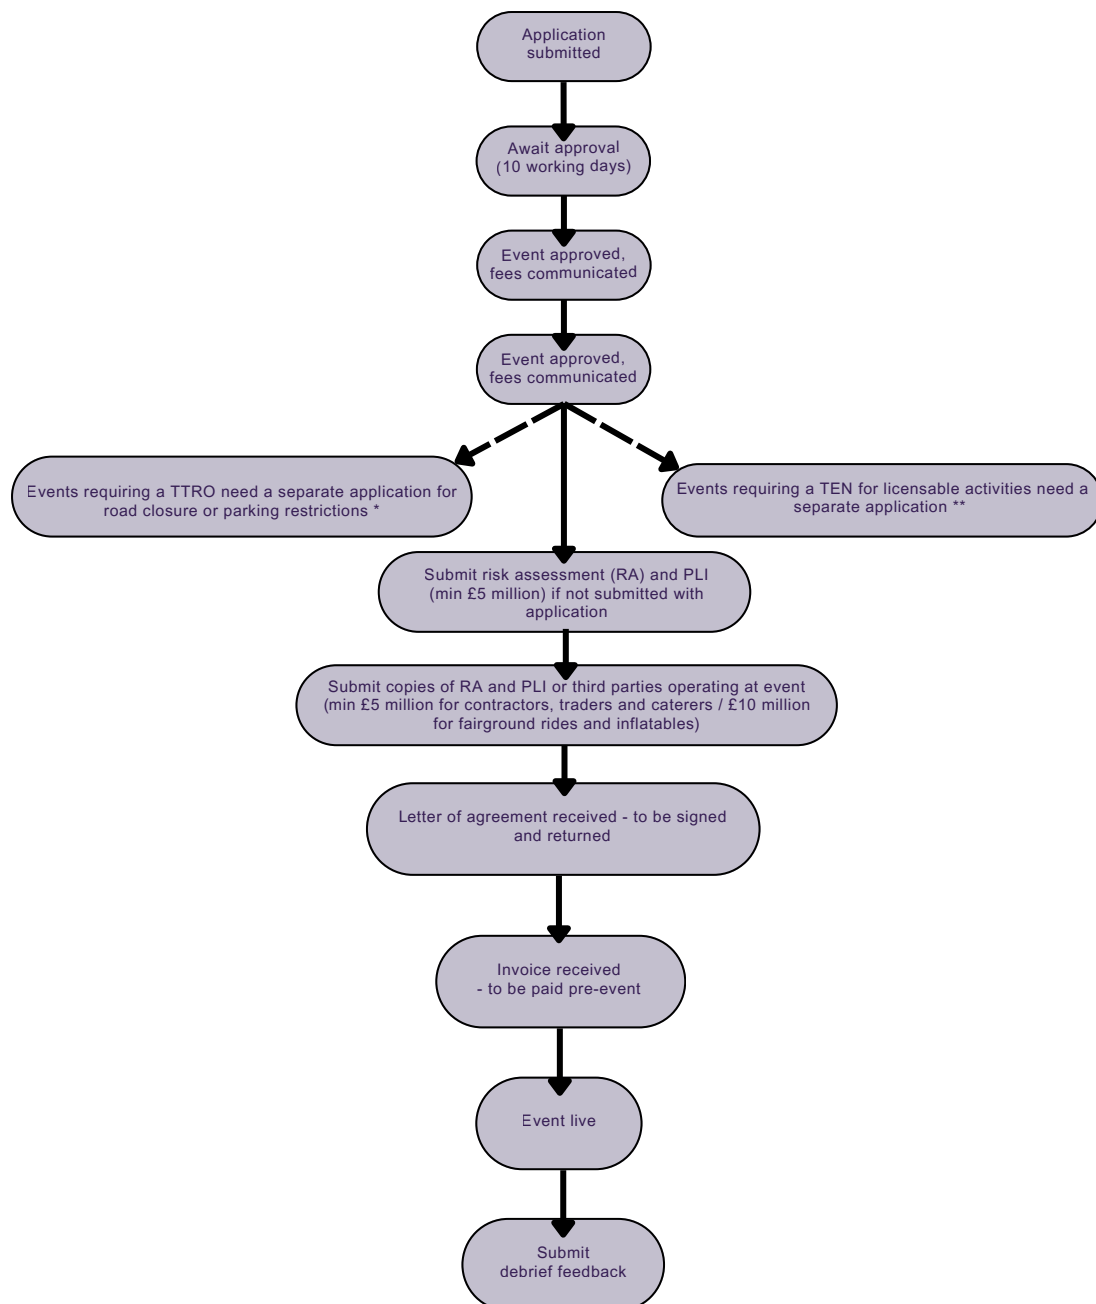 Application
submitted
Await approval
(10 working days)
Event approved,
fees communicated
Event approved,
fees communicated
Events requiring a TTRO need a separate application for
road closure or parking restrictions *
Events requiring a TEN for licensable activities need a
separate application **
Submit risk assessment (RA) and PLI
(min £5 million) if not submitted with
application
Submit copies of RA and PLI or third parties operating at event
(min £5 million for contractors, traders and caterers / £10 million
for fairground rides and inflatables)
Letter of agreement received - to be signed
and returned
Invoice received
- to be paid pre-event
Event live
Submit
debrief feedback